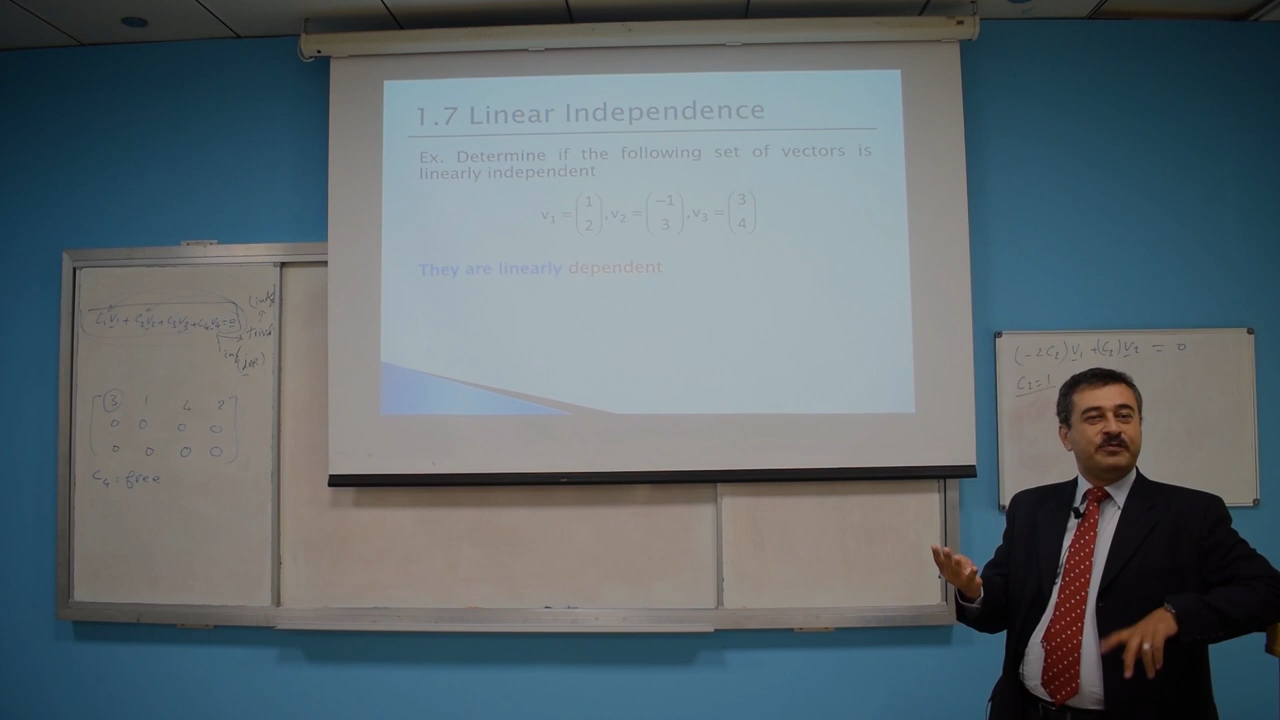 1.7 Linear Independence
Ex. Determine if the following set of vectors is
linearly independent
v₁ = (1 2), v₂ = (−1 3), v₃ = (3 4)
They are linearly dependent
C₁v₁ + C₂v₂ + C₃v₃ + C₄v₄ = 0
3 1 4 2
0 0 0 0
0 0 0 0
C₄ : free
(-2C₂)v₁ + (C₂)v₂ = 0
C₂=1